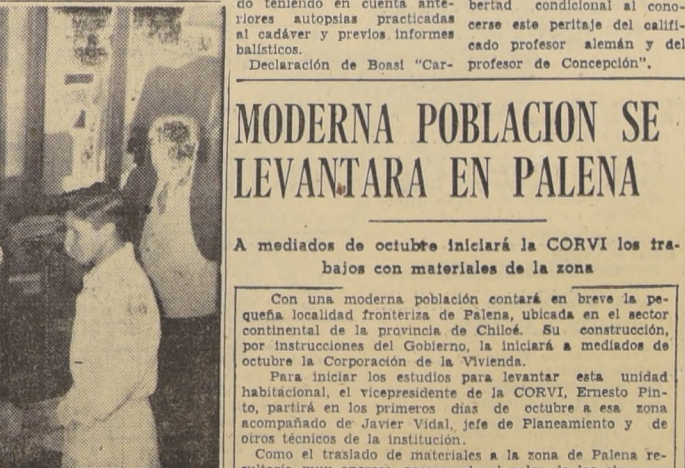 do teniendo en cuenta ante-
riores autopsias practicadas
al cadáver y previos informes
balísticos.
Declaración de Boasi "Car-
bertad condicional al cono-
cerse este peritaje del califi-
cado profesor alemán y del
profesor de Concepción".
MODERNA POBLACION SE
LEVANTARA EN PALENA
A mediados de octubre iniciará la CORVI los tra-
bajos con materiales de la zona
Con una moderna población contará en breve la pe-
queña localidad fronteriza de Palena, ubicada en el sector
continental de la provincia de Chiloé. Su construcción,
por instrucciones del Gobierno, la iniciará a mediados de
octubre la Corporación de la Vivienda.
Para iniciar los estudios para levantar esta unidad
habitacional, el vicepresidente de la CORVI, Ernesto Pin-
to, partirá en los primeros días de octubre a esa zona
acompañado de Javier Vidal, jefe de Planeamiento y de
otros técnicos de la institución.
Como el traslado de materiales a la zona de Palena re-